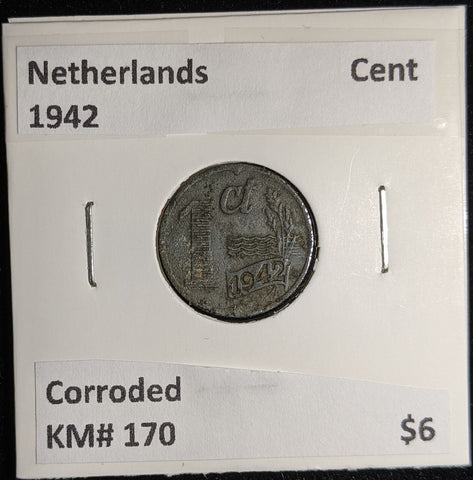 Netherlands Cent
1942
1 ct
1942
Corroded
KM# 170 $6